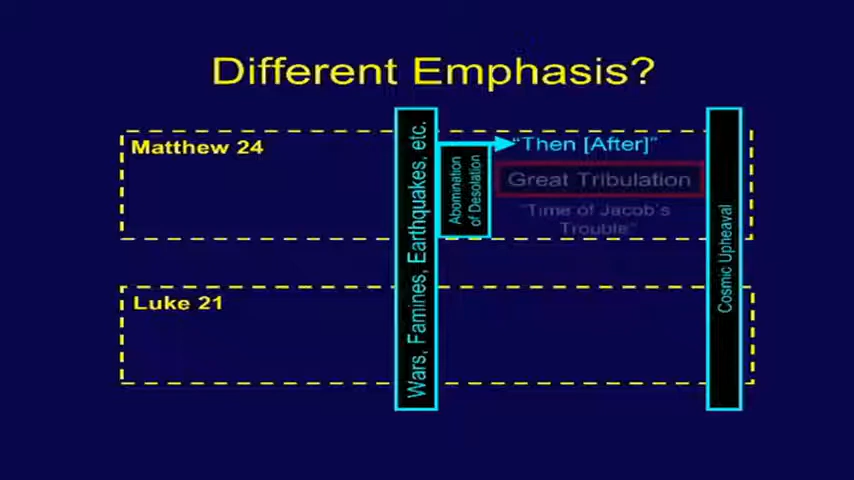 Different Emphasis?
Matthew 24
Wars, Famines, Earthquakes, etc.
Abomination
of Desolation
"Then [After]"
Great Tribulation
"Time of Jacob's
Trouble"
Cosmic Upheaval
Luke 21